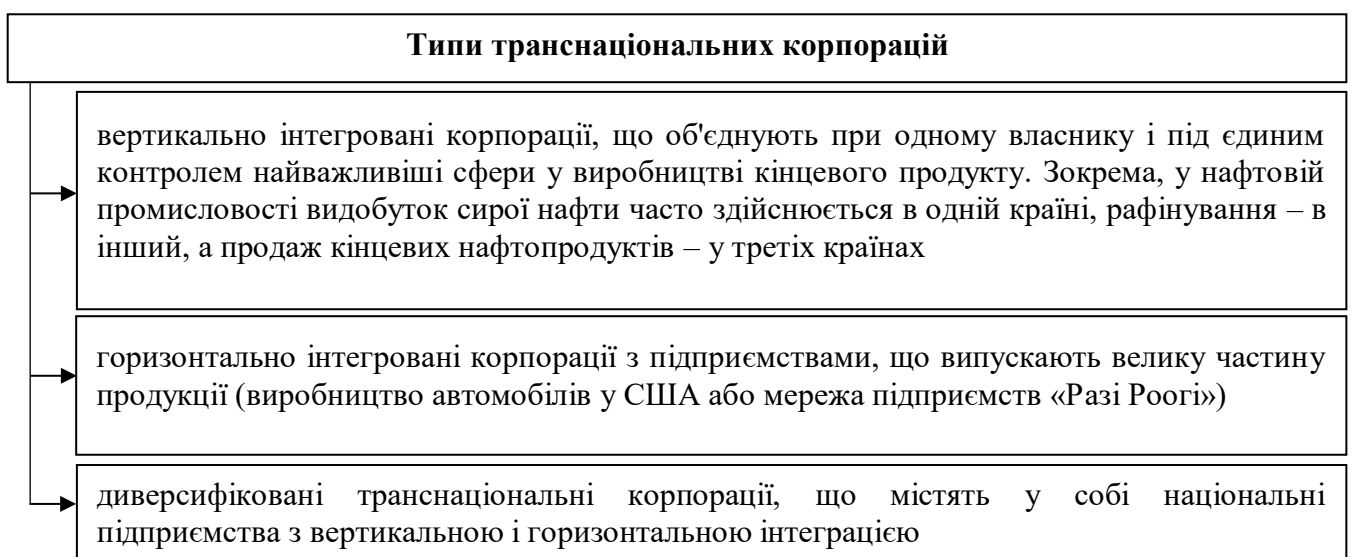 Типи транснаціональних корпорацій
вертикально інтегровані корпорації, що об'єднують при одному власнику і під єдиним
контролем найважливіші сфери у виробництві кінцевого продукту. Зокрема, у нафтовій
промисловості видобуток сирої нафти часто здійснюється в одній країні, рафінування – в
інший, а продаж кінцевих нафтопродуктів – у третіх країнах
горизонтально інтегровані корпорації з підприємствами, що випускають велику частину
продукції (виробництво автомобілів у США або мережа підприємств «Разі Роогі»)
диверсифіковані транснаціональні корпорації, що містять у собі національні
підприємства з вертикальною і горизонтальною інтеграцією